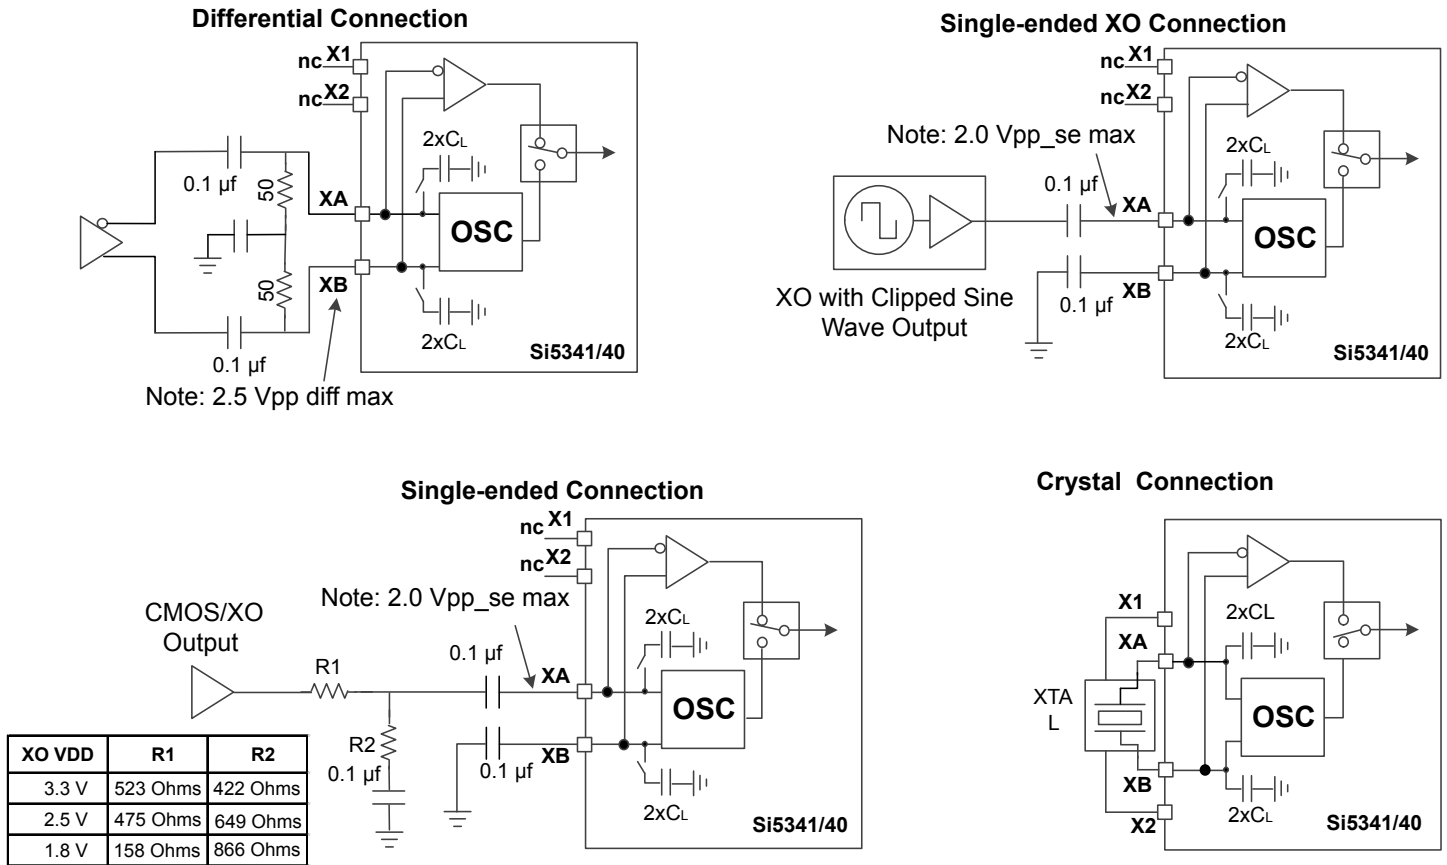 Differential Connection
nc X1
nc X2
2xCL
0.1 µf
50
XA
OSC
50
XB
2xCL
0.1 µf
Si5341/40
Note: 2.5 Vpp diff max
Single-ended XO Connection
nc X1
nc X2
Note: 2.0 Vpp_se max
2xCL
0.1 µf
XA
OSC
XB
0.1 µf
XO with Clipped Sine
Wave Output
2xCL
Si5341/40
Single-ended Connection
nc X1
nc X2
Note: 2.0 Vpp_se max
CMOS/XO
Output
2xCL
0.1 µf
R1
XA
OSC
R2
XB
0.1 µf
0.1 µf
2xCL
Si5341/40
XO VDD R1 R2
3.3 V 523 Ohms 422 Ohms
2.5 V 475 Ohms 649 Ohms
1.8 V 158 Ohms 866 Ohms
Crystal Connection
X1
2xCL
XA
XTA
L
OSC
XB
2xCL
X2
Si5341/40